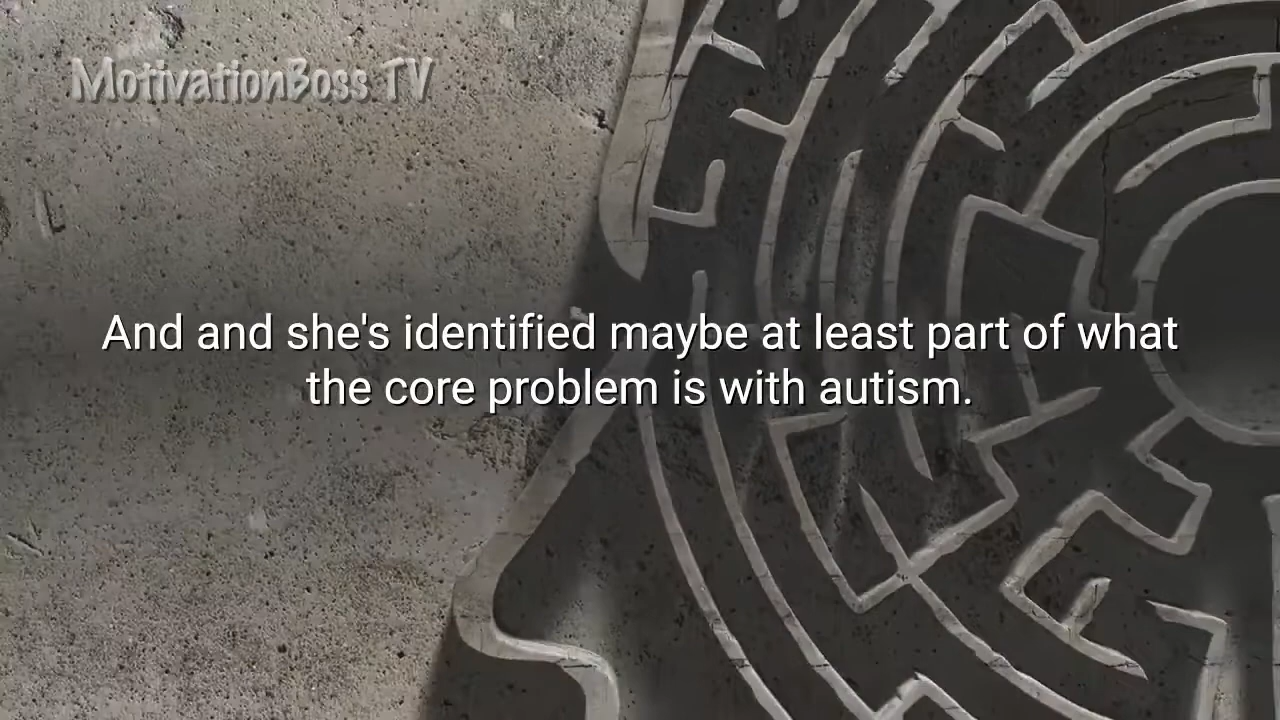 MotivationBoss TV
And and she's identified maybe at least part of what
the core problem is with autism.